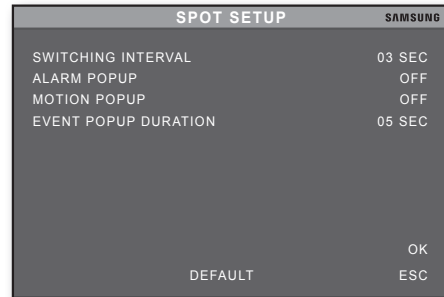 SPOT SETUP SAMSUNG
SWITCHING INTERVAL 03 SEC
ALARM POPUP OFF
MOTION POPUP OFF
EVENT POPUP DURATION 05 SEC
OK
DEFAULT ESC